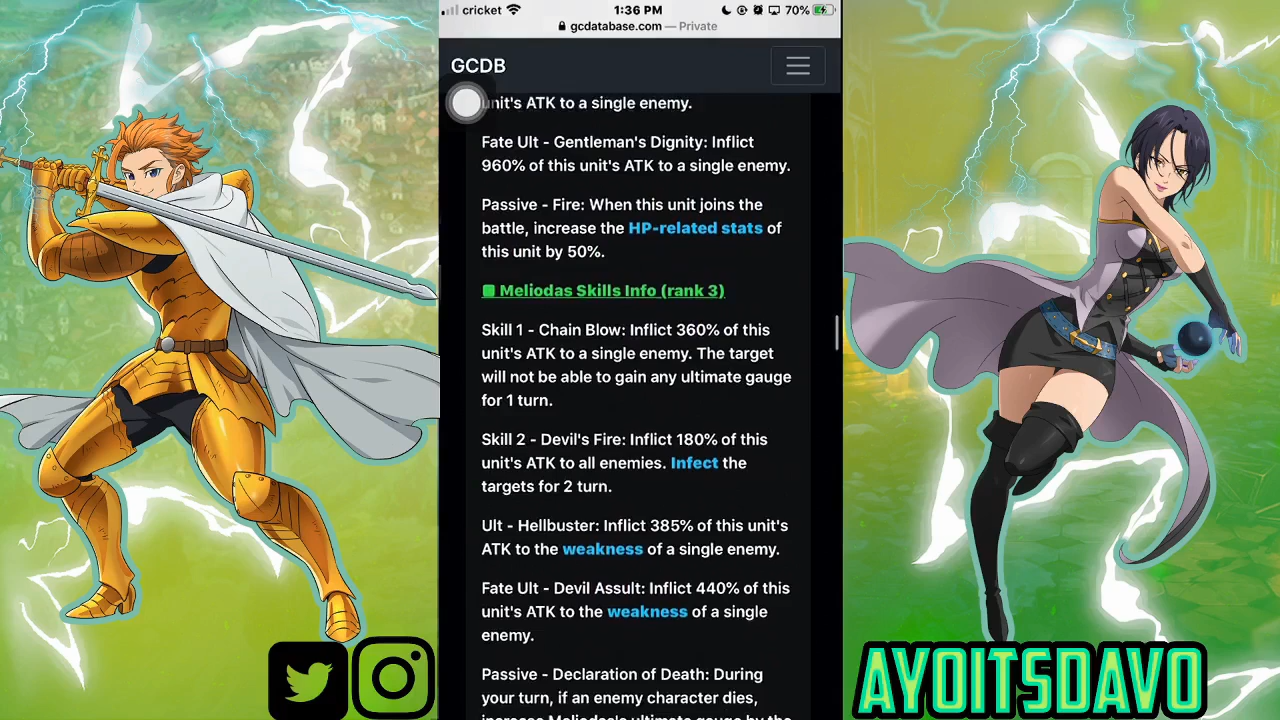 cricket 1:36 PM 70%
gcdatabase.com — Private
GCDB
unit's ATK to a single enemy.
Fate Ult - Gentleman's Dignity: Inflict
960% of this unit's ATK to a single enemy.
Passive - Fire: When this unit joins the
battle, increase the HP-related stats of
this unit by 50%.
Meliodas Skills Info (rank 3)
Skill 1 - Chain Blow: Inflict 360% of this
unit's ATK to a single enemy. The target
will not be able to gain any ultimate gauge
for 1 turn.
Skill 2 - Devil's Fire: Inflict 180% of this
unit's ATK to all enemies. Infect the
targets for 2 turn.
Ult - Hellbuster: Inflict 385% of this unit's
ATK to the weakness of a single enemy.
Fate Ult - Devil Assult: Inflict 440% of this
unit's ATK to the weakness of a single
enemy.
Passive - Declaration of Death: During
your turn, if an enemy character dies,
increase Meliodas's ultimate gauge by the
AYOITSDAVO